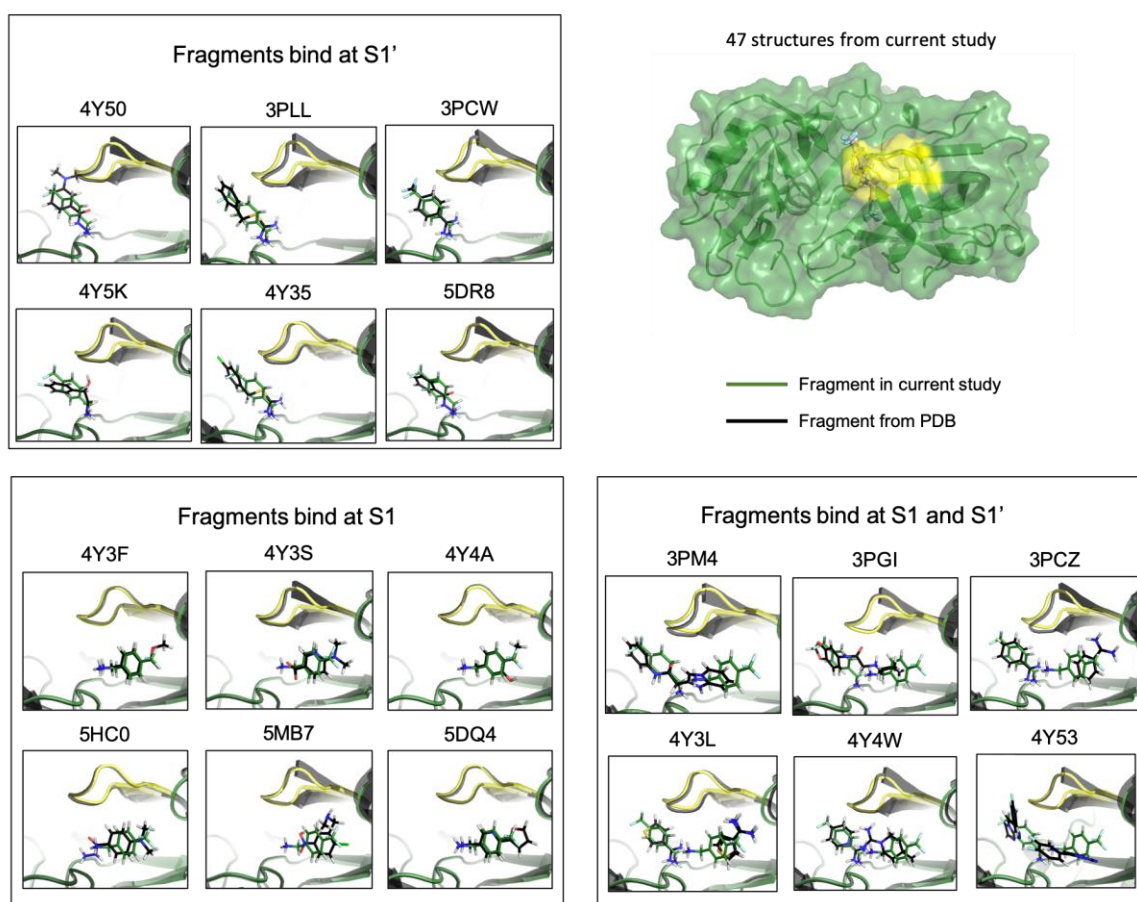 Fragments bind at S1’
4Y50 3PLL 3PCW
4Y5K 4Y35 5DR8
47 structures from current study
Fragment in current study
Fragment from PDB
Fragments bind at S1
4Y3F 4Y3S 4Y4A
5HC0 5MB7 5DQ4
Fragments bind at S1 and S1’
3PM4 3PGI 3PCZ
4Y3L 4Y4W 4Y53